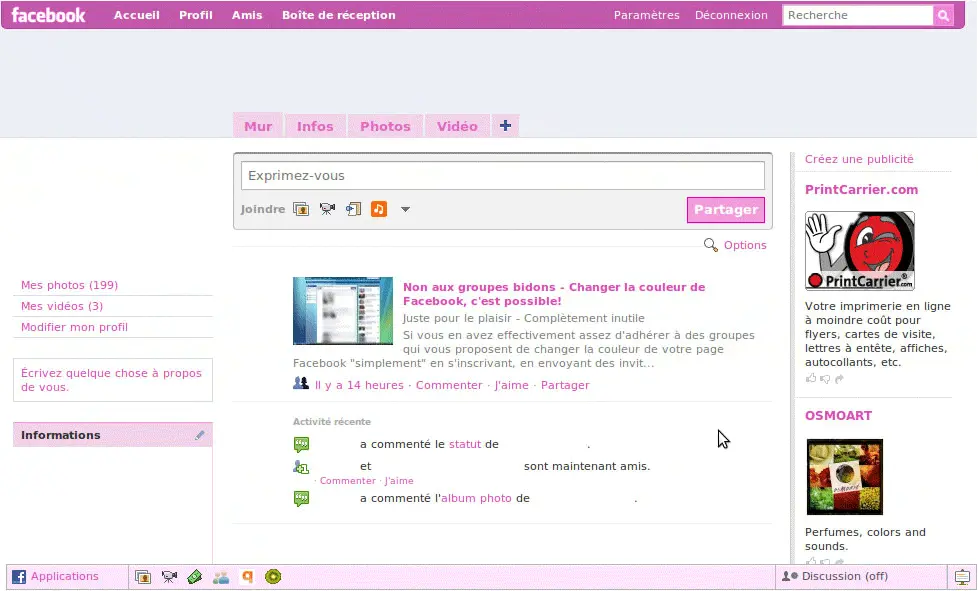 facebook Accueil Profil Amis Boîte de réception Paramètres Déconnexion Recherche
Mur Infos Photos Vidéo
Exprimez-vous
Joindre Partager
Options
Mes photos (199)
Mes vidéos (3)
Modifier mon profil
Écrivez quelque chose à propos
de vous.
Informations
Non aux groupes bidons - Changer la couleur de
Facebook, c'est possible!
Juste pour le plaisir - Complètement inutile
Si vous en avez effectivement assez d'adhérer à des groupes
qui vous proposent de changer la couleur de votre page
Facebook "simplement" en s'inscrivant, en envoyant des invit...
Il y a 14 heures · Commenter · J'aime · Partager
Activité récente
a commenté le statut de .
et sont maintenant amis.
· Commenter · J'aime
a commenté l'album photo de .
Créez une publicité
PrintCarrier.com
PrintCarrier.com
Votre imprimerie en ligne
à moindre coût pour
flyers, cartes de visite,
lettres à entête, affiches,
autocollants, etc.
OSMOART
osmoart
Perfumes, colors and
sounds.
Applications Discussion (off)